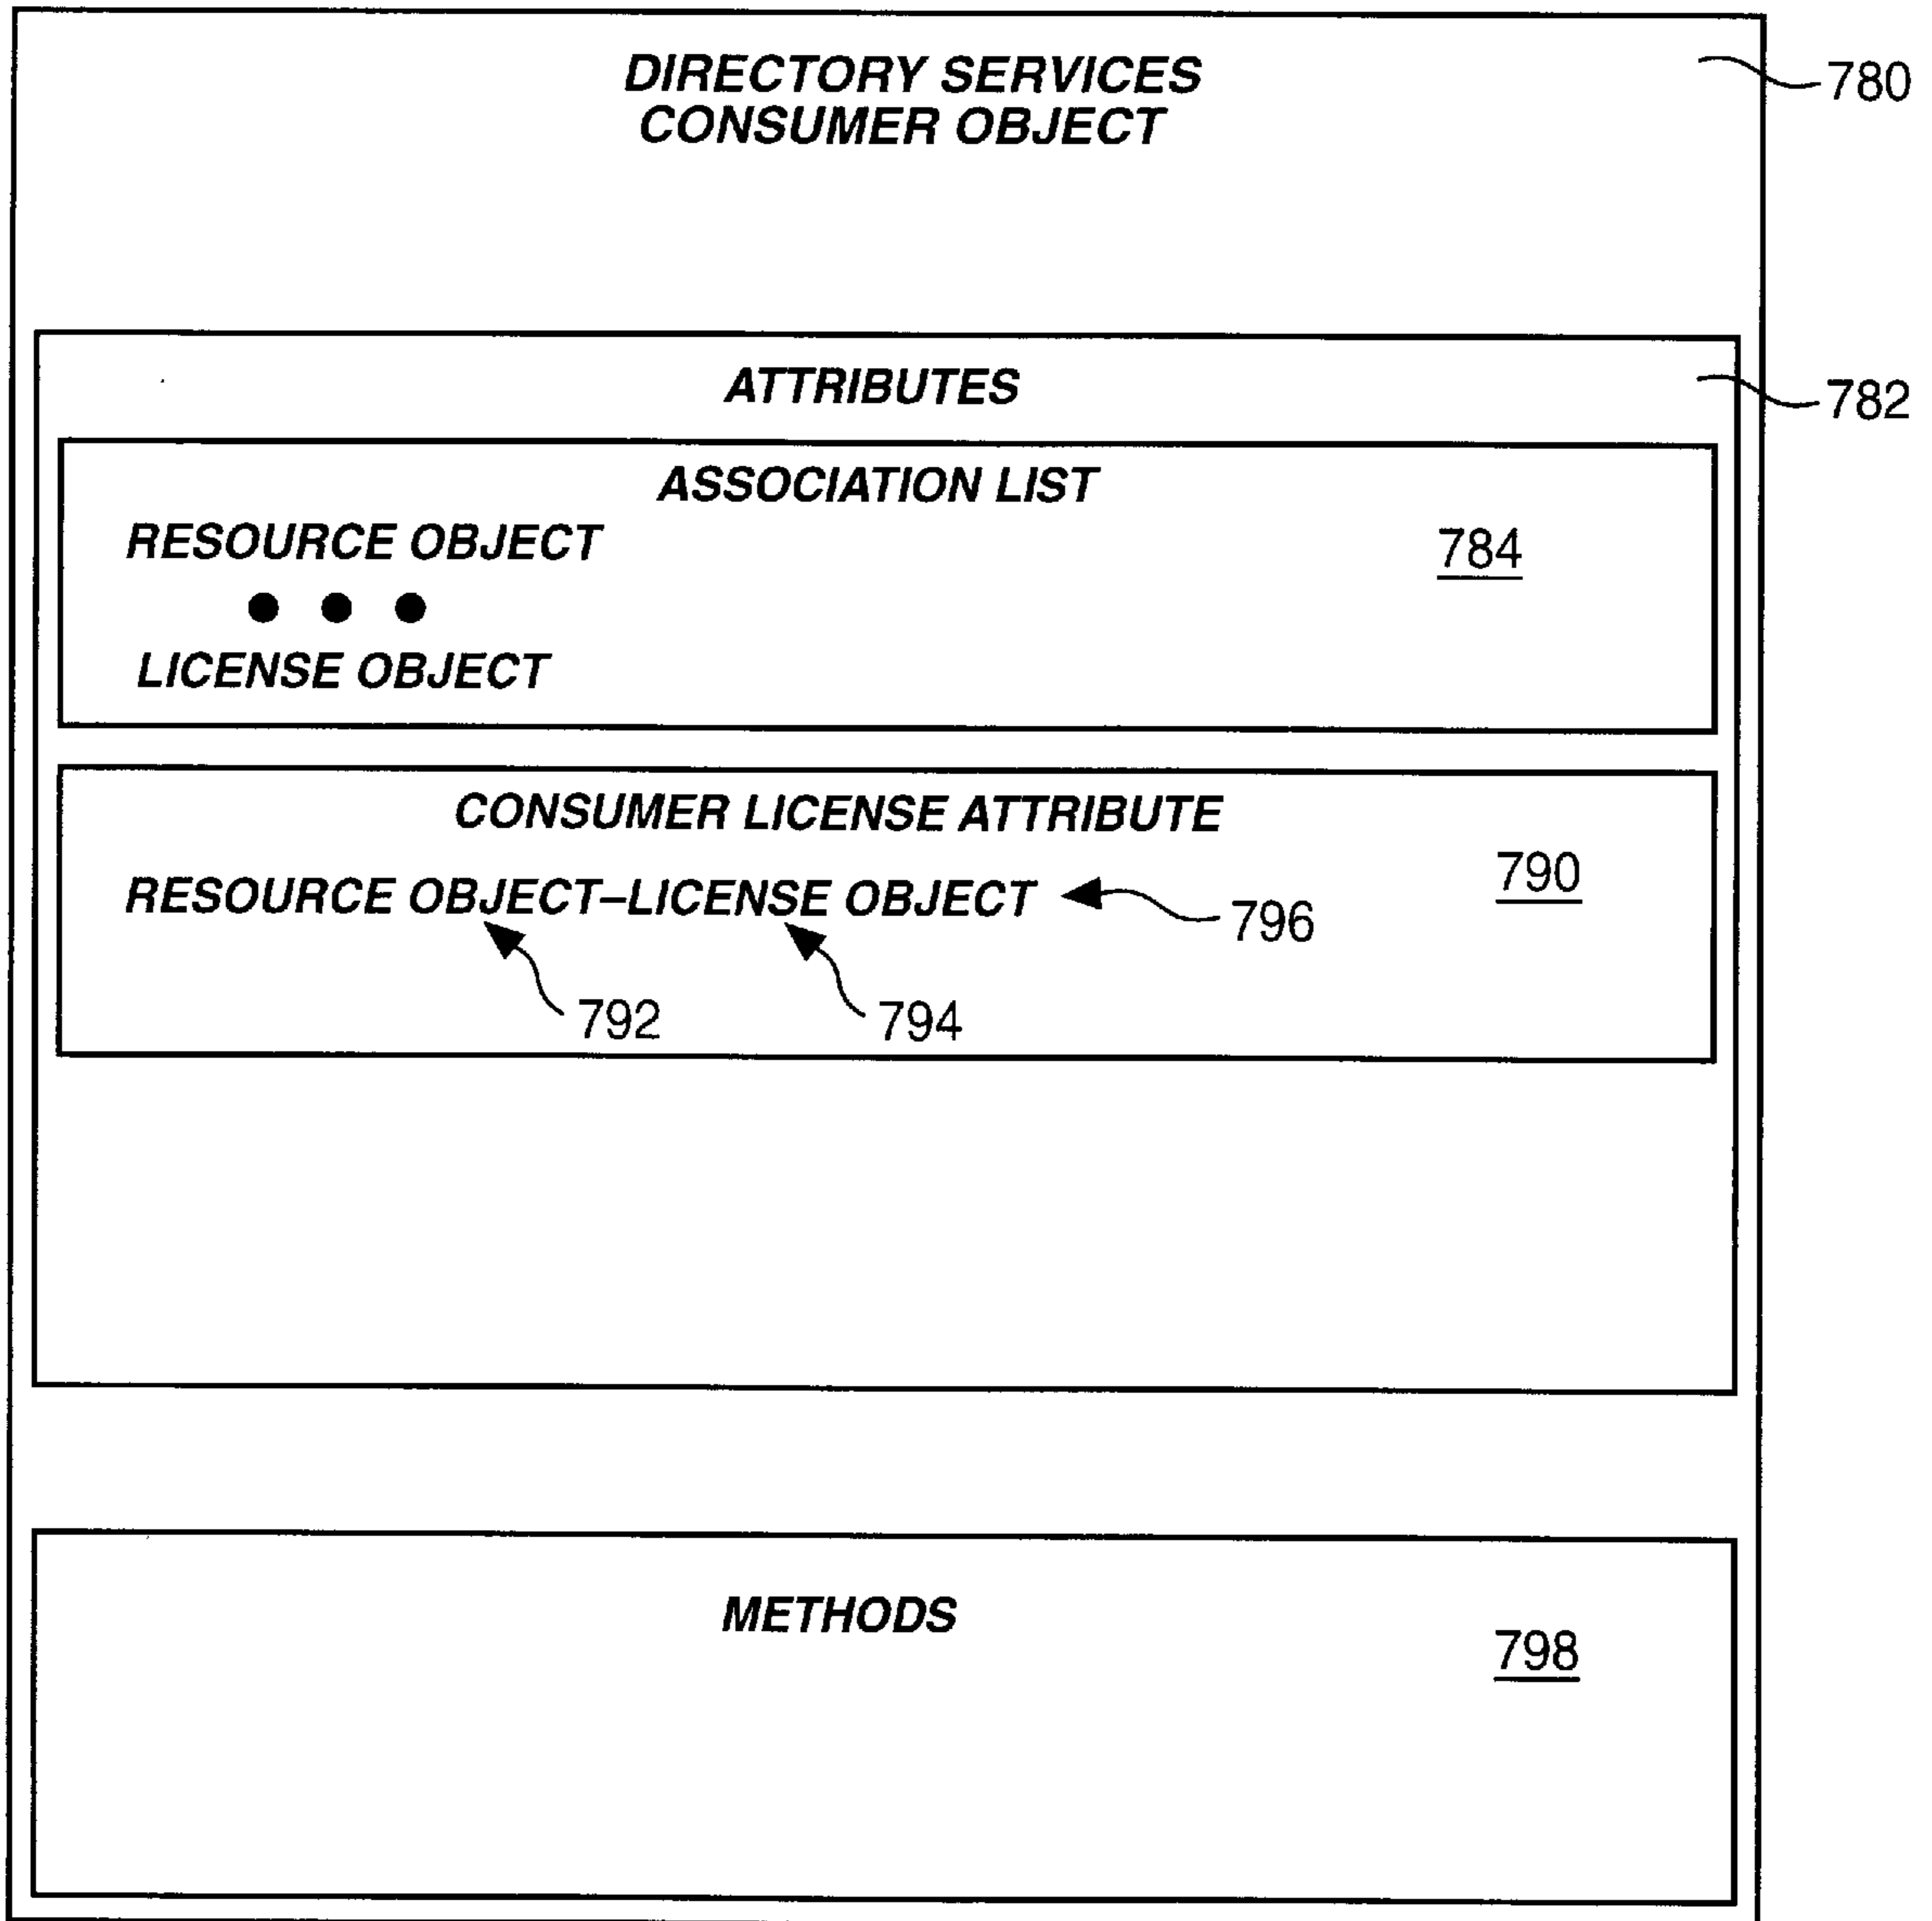 DIRECTORY SERVICES
CONSUMER OBJECT
780
ATTRIBUTES
782
ASSOCIATION LIST
RESOURCE OBJECT
784
LICENSE OBJECT
CONSUMER LICENSE ATTRIBUTE
790
RESOURCE OBJECT–LICENSE OBJECT
796
792
794
METHODS
798